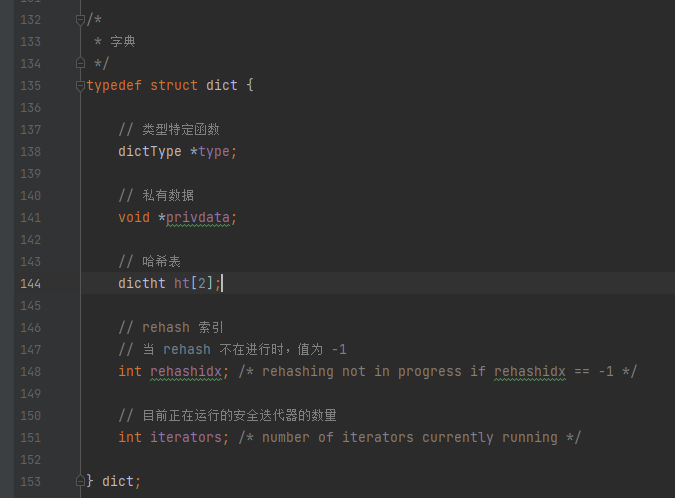 132 /*
133 * 字典
134 */
135 typedef struct dict {
136
137 // 类型特定函数
138 dictType *type;
139
140 // 私有数据
141 void *privdata;
142
143 // 哈希表
144 dictht ht[2];
145
146 // rehash 索引
147 // 当 rehash 不在进行时，值为 -1
148 int rehashidx; /* rehashing not in progress if rehashidx == -1 */
149
150 // 目前正在运行的安全迭代器的数量
151 int iterators; /* number of iterators currently running */
152
153 } dict;